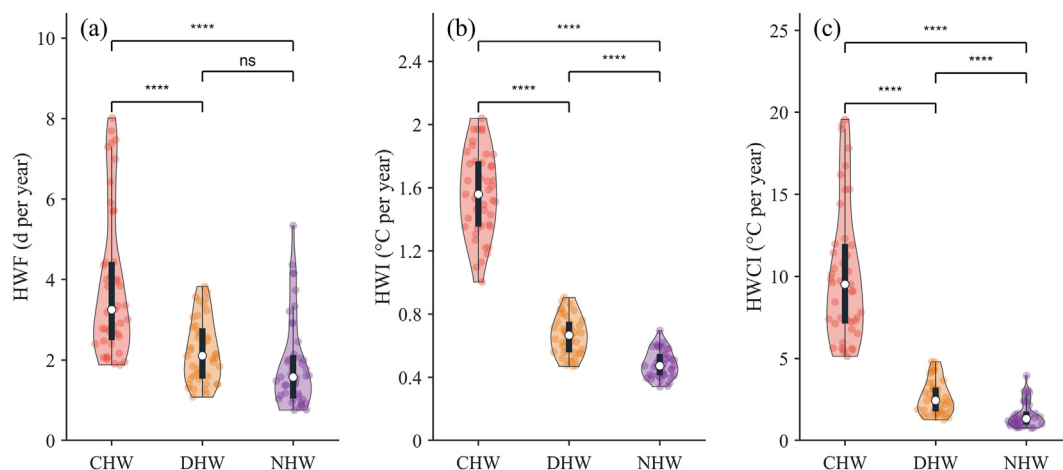 (a)
****
ns
****
HWF (d per year)
10
8
6
4
2
0
CHW DHW NHW
(b)
****
****
****
HWI (°C per year)
2.4
2
1.6
1.2
0.8
0.4
0
CHW DHW NHW
(c)
****
****
****
HWCI (°C per year)
25
20
15
10
5
0
CHW DHW NHW